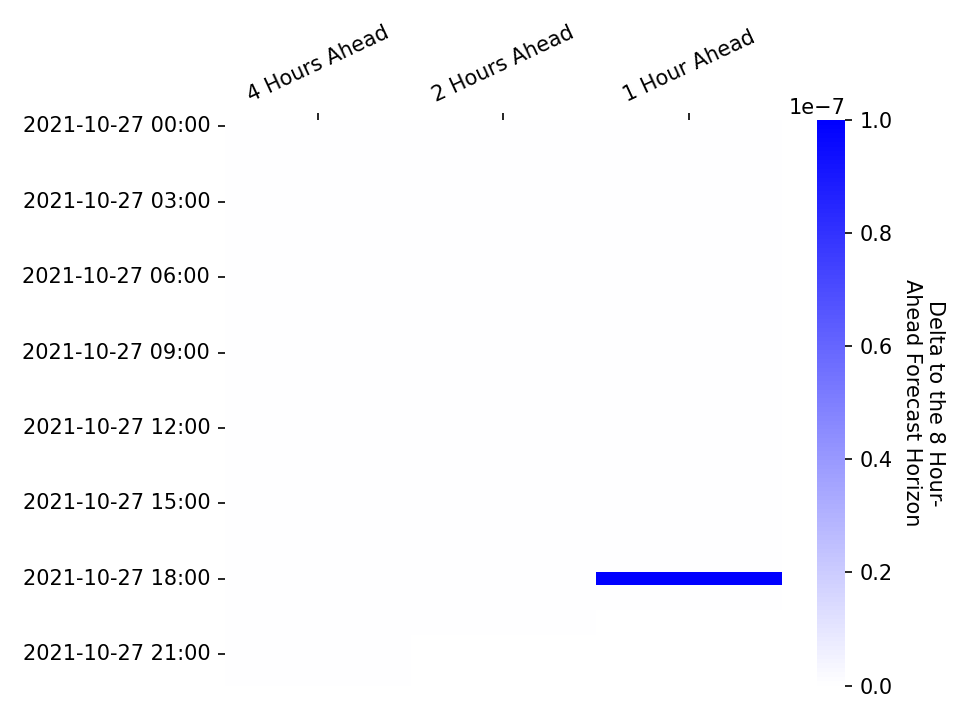 4 Hours Ahead
2 Hours Ahead
1 Hour Ahead
1e−7
2021-10-27 00:00
2021-10-27 03:00
2021-10-27 06:00
2021-10-27 09:00
2021-10-27 12:00
2021-10-27 15:00
2021-10-27 18:00
2021-10-27 21:00
1.0
0.8
0.6
0.4
0.2
0.0
Delta to the 8 Hour-
Ahead Forecast Horizon